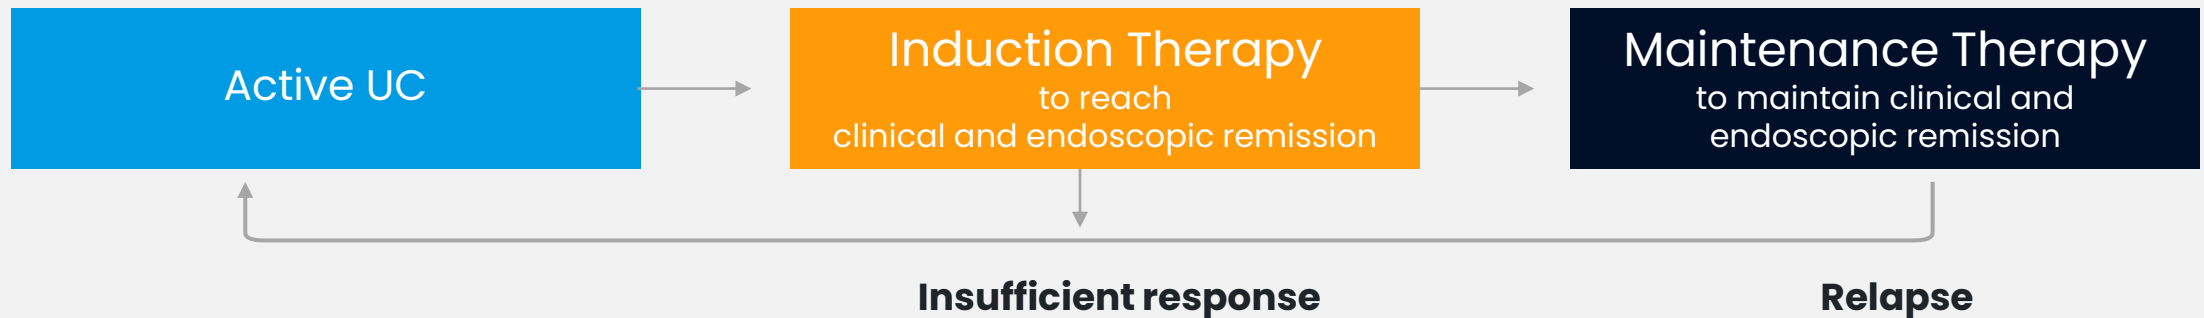 Active UC
Induction Therapy
to reach
clinical and endoscopic remission
Maintenance Therapy
to maintain clinical and
endoscopic remission
Insufficient response
Relapse